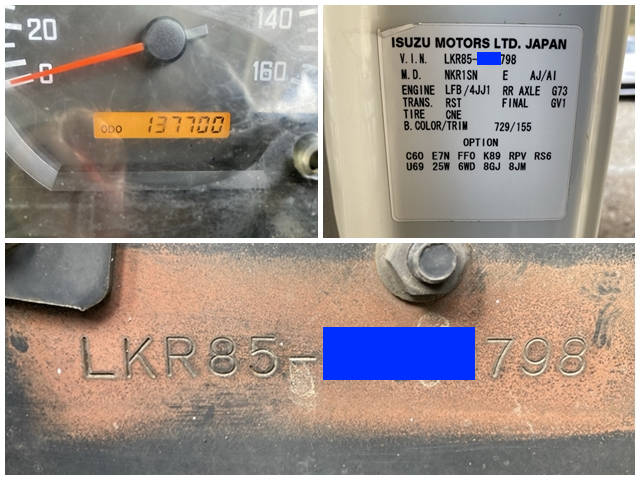 20
0
140
160
ODO 137700
ISUZU MOTORS LTD. JAPAN
V.I.N. LKR85- 798
M.D. NKR1SN E AJ/AI
ENGINE LFB/4JJ1 RR AXLE G73
TRANS. RST FINAL GV1
TIRE CNE
B.COLOR/TRIM 729/155
OPTION
C60 E7N FF0 K89 RPV RS6
U69 25W 6WD 8GJ 8JM
LKR85- 798